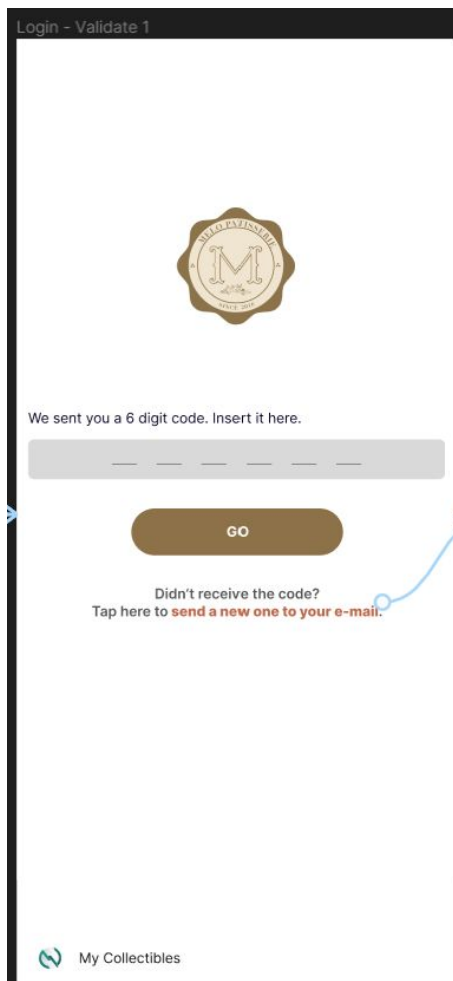 Login - Validate 1
MELO PATISSERIE
M
SINCE 2018
We sent you a 6 digit code. Insert it here.
GO
Didn’t receive the code?
Tap here to send a new one to your e-mail.
My Collectibles